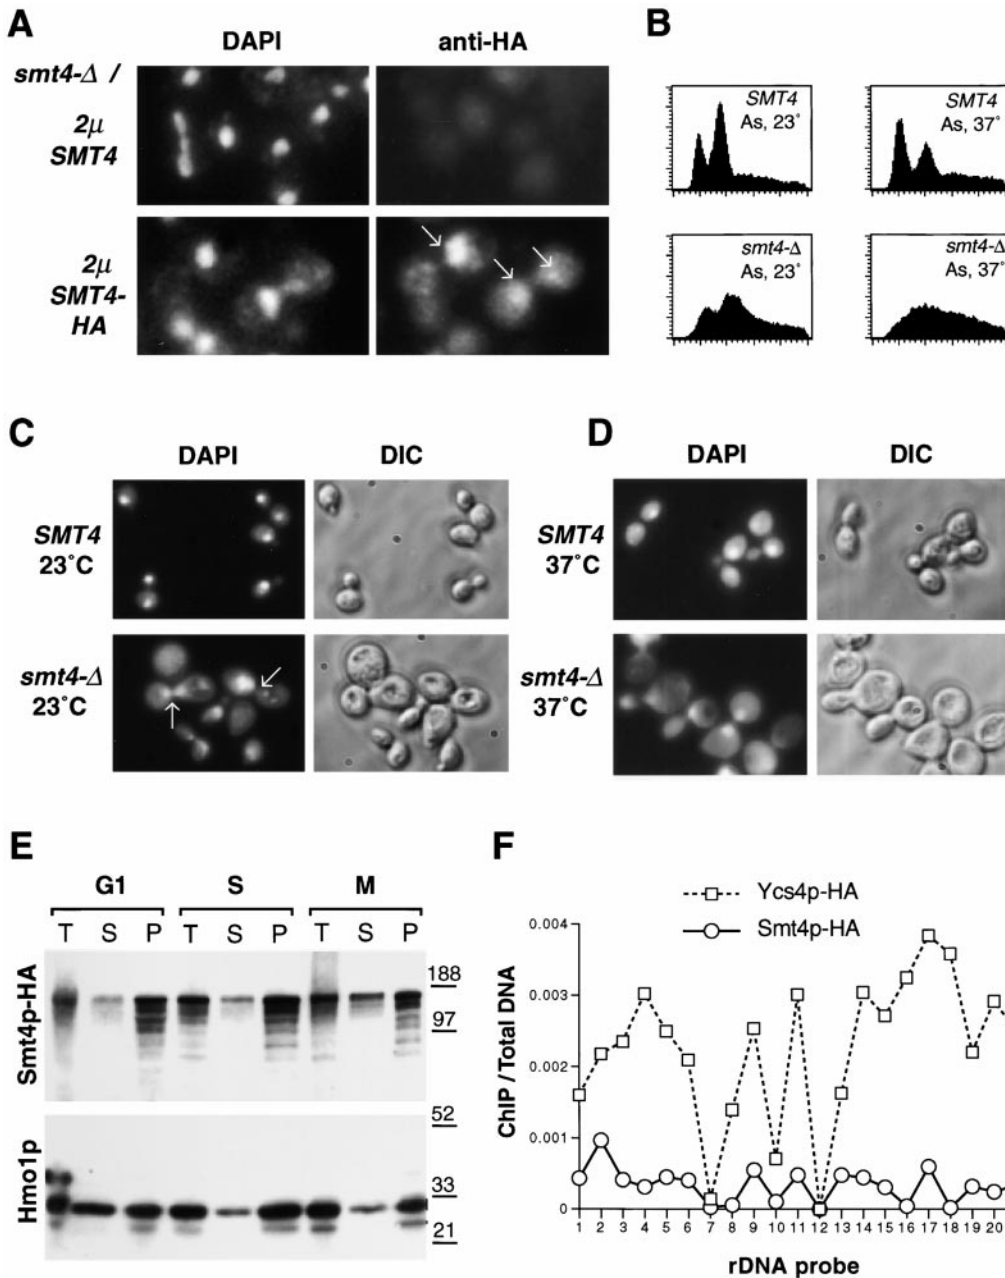 A
DAPI
anti-HA
smt4-Δ /
2μ
SMT4
2μ
SMT4-
HA
B
SMT4
As, 23˚
SMT4
As, 37˚
smt4-Δ
As, 23˚
smt4-Δ
As, 37˚
C
DAPI
DIC
SMT4
23˚C
smt4-Δ
23˚C
D
DAPI
DIC
SMT4
37˚C
smt4-Δ
37˚C
E
G1
S
M
T S P T S P T S P
Smt4p-HA
188
97
52
Hmo1p
33
21
F
Ycs4p-HA
Smt4p-HA
ChIP / Total DNA
0.004
0.003
0.002
0.001
0
1 2 3 4 5 6 7 8 9 10 11 12 13 14 15 16 17 18 19 20
rDNA probe